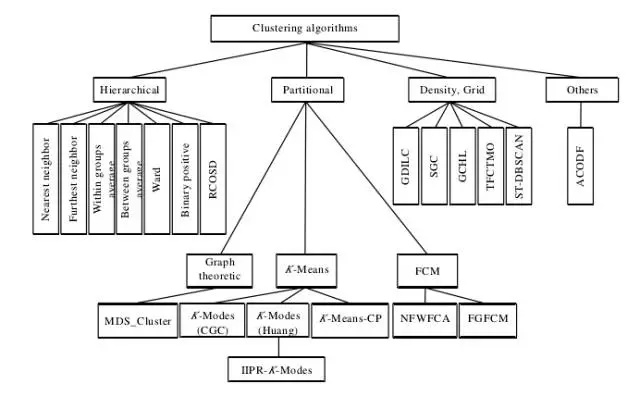 Clustering algorithms
Hierarchical
Partitional
Density, Grid
Others
Nearest neighbor
Furthest neighbor
Within groups
average
Between groups
average
Ward
Binary positive
RCOSD
GDILC
SGC
GCHL
TFCTMO
ST-DBSCAN
ACODF
Graph
theoretic
K-Means
FCM
MDS_Cluster
K-Modes
(CGC)
K-Modes
(Huang)
K-Means-CP
NFWFCA
FGFCM
IIPR-K-Modes